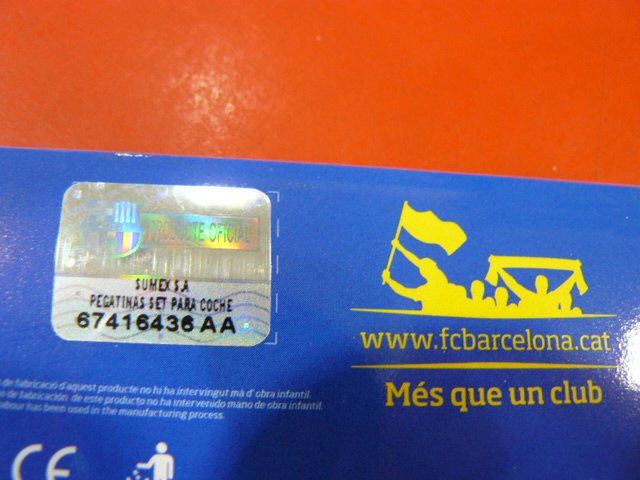 PRODUCTE OFICIAL
SUMEX S.A
PEGATINAS SET PARA COCHE
67416436 AA
www.fcbarcelona.cat
Més que un club
de fabricació d'aquest producte no hi ha intervingut mà d'obra infantil.
de fabricación de este producto no ha intervenido mano de obra infantil.
labour has been used in the manufacturing process.
CE